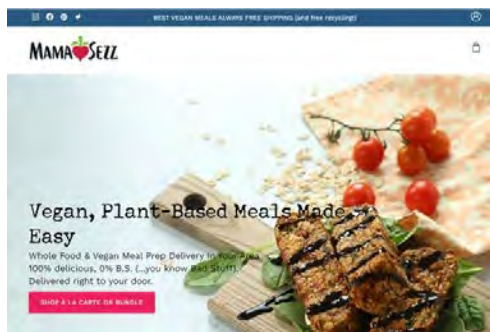 BEST VEGAN MEALS ALWAYS FREE SHIPPING (and free recycling!)
MAMA SEZZ
Vegan, Plant-Based Meals Made
Easy
Whole Food & Vegan Meal Prep Delivery In Your Area
100% delicious, 0% B.S. (...you know Bad Stuff).
Delivered right to your door.
SHOP A LA CARTE OR BUNDLE